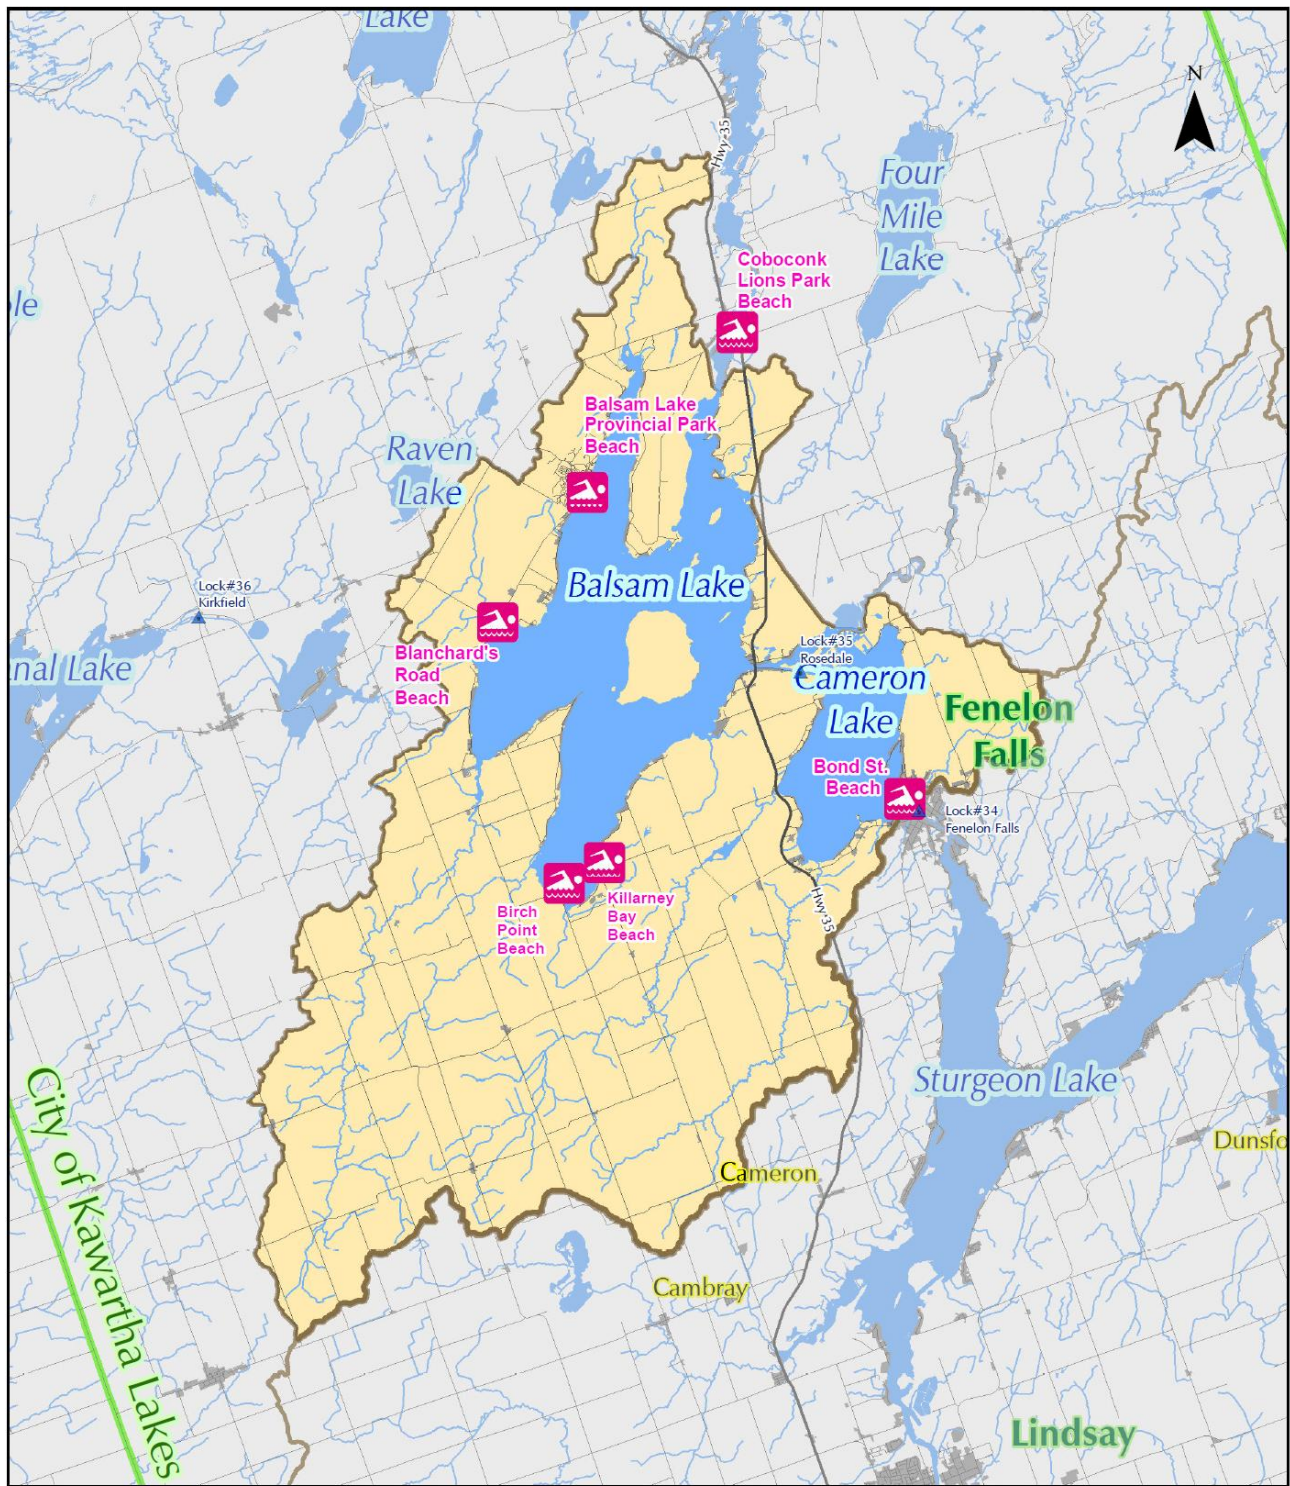 Lake
N
Hwy 35
Four
Mile
Lake
Coboconk
Lions Park
Beach
ole
Balsam Lake
Provincial Park
Beach
Raven
Lake
Balsam Lake
Lock#36
Kirkfield
Blanchard's
Road
Beach
nal Lake
Lock#35
Rosedale
Cameron
Lake
Fenelon
Falls
Bond St.
Beach
Lock#34
Fenelon Falls
Killarney
Bay
Beach
Birch
Point
Beach
Hwy 35
Sturgeon Lake
City of Kawartha Lakes
Dunsfo
Cameron
Cambray
Lindsay